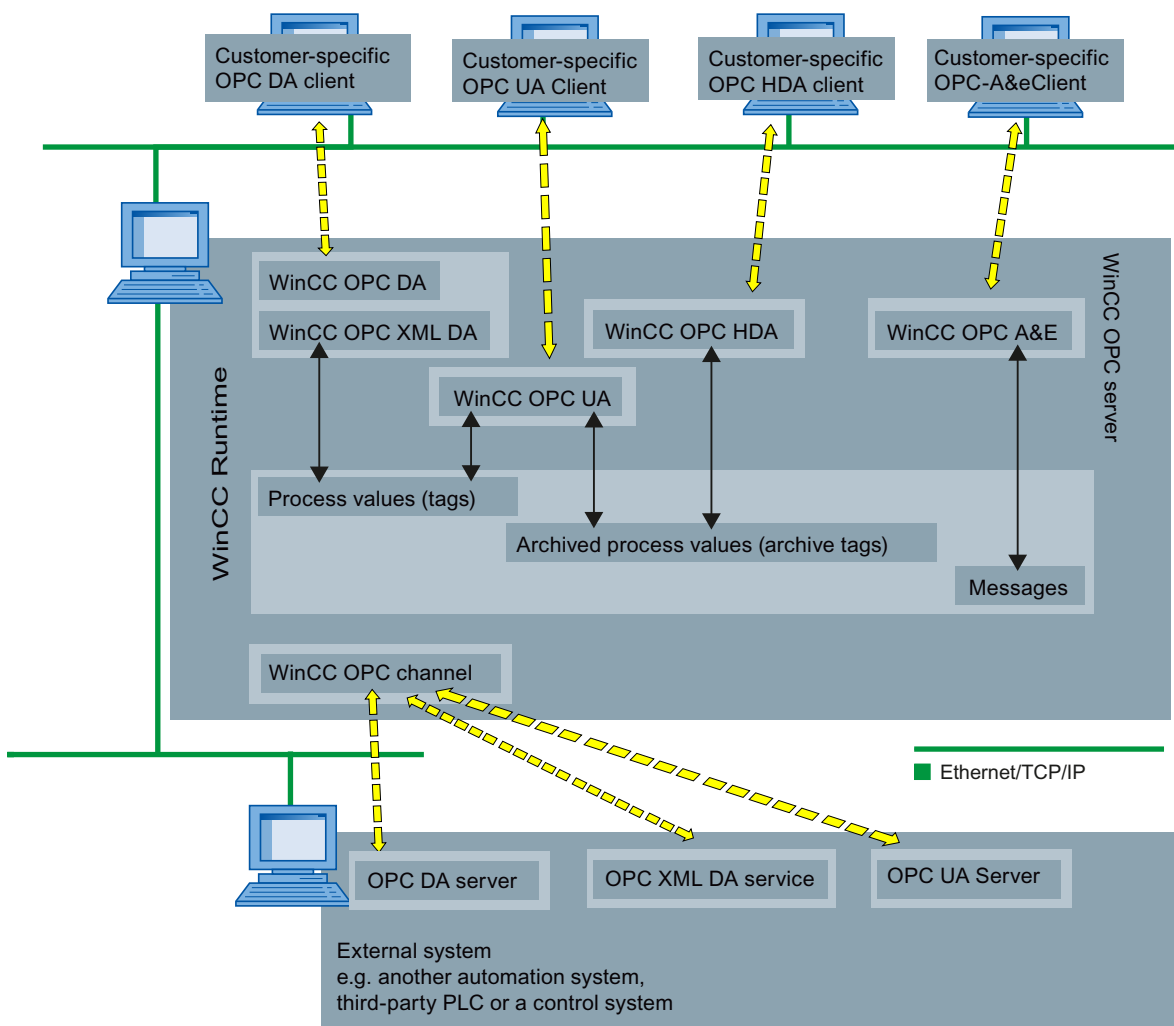 Customer-specific
OPC DA client
Customer-specific
OPC UA Client
Customer-specific
OPC HDA client
Customer-specific
OPC-A&eClient
WinCC Runtime
WinCC OPC server
WinCC OPC DA
WinCC OPC XML DA
WinCC OPC HDA
WinCC OPC A&E
WinCC OPC UA
Process values (tags)
Archived process values (archive tags)
Messages
WinCC OPC channel
Ethernet/TCP/IP
OPC DA server
OPC XML DA service
OPC UA Server
External system
e.g. another automation system,
third-party PLC or a control system